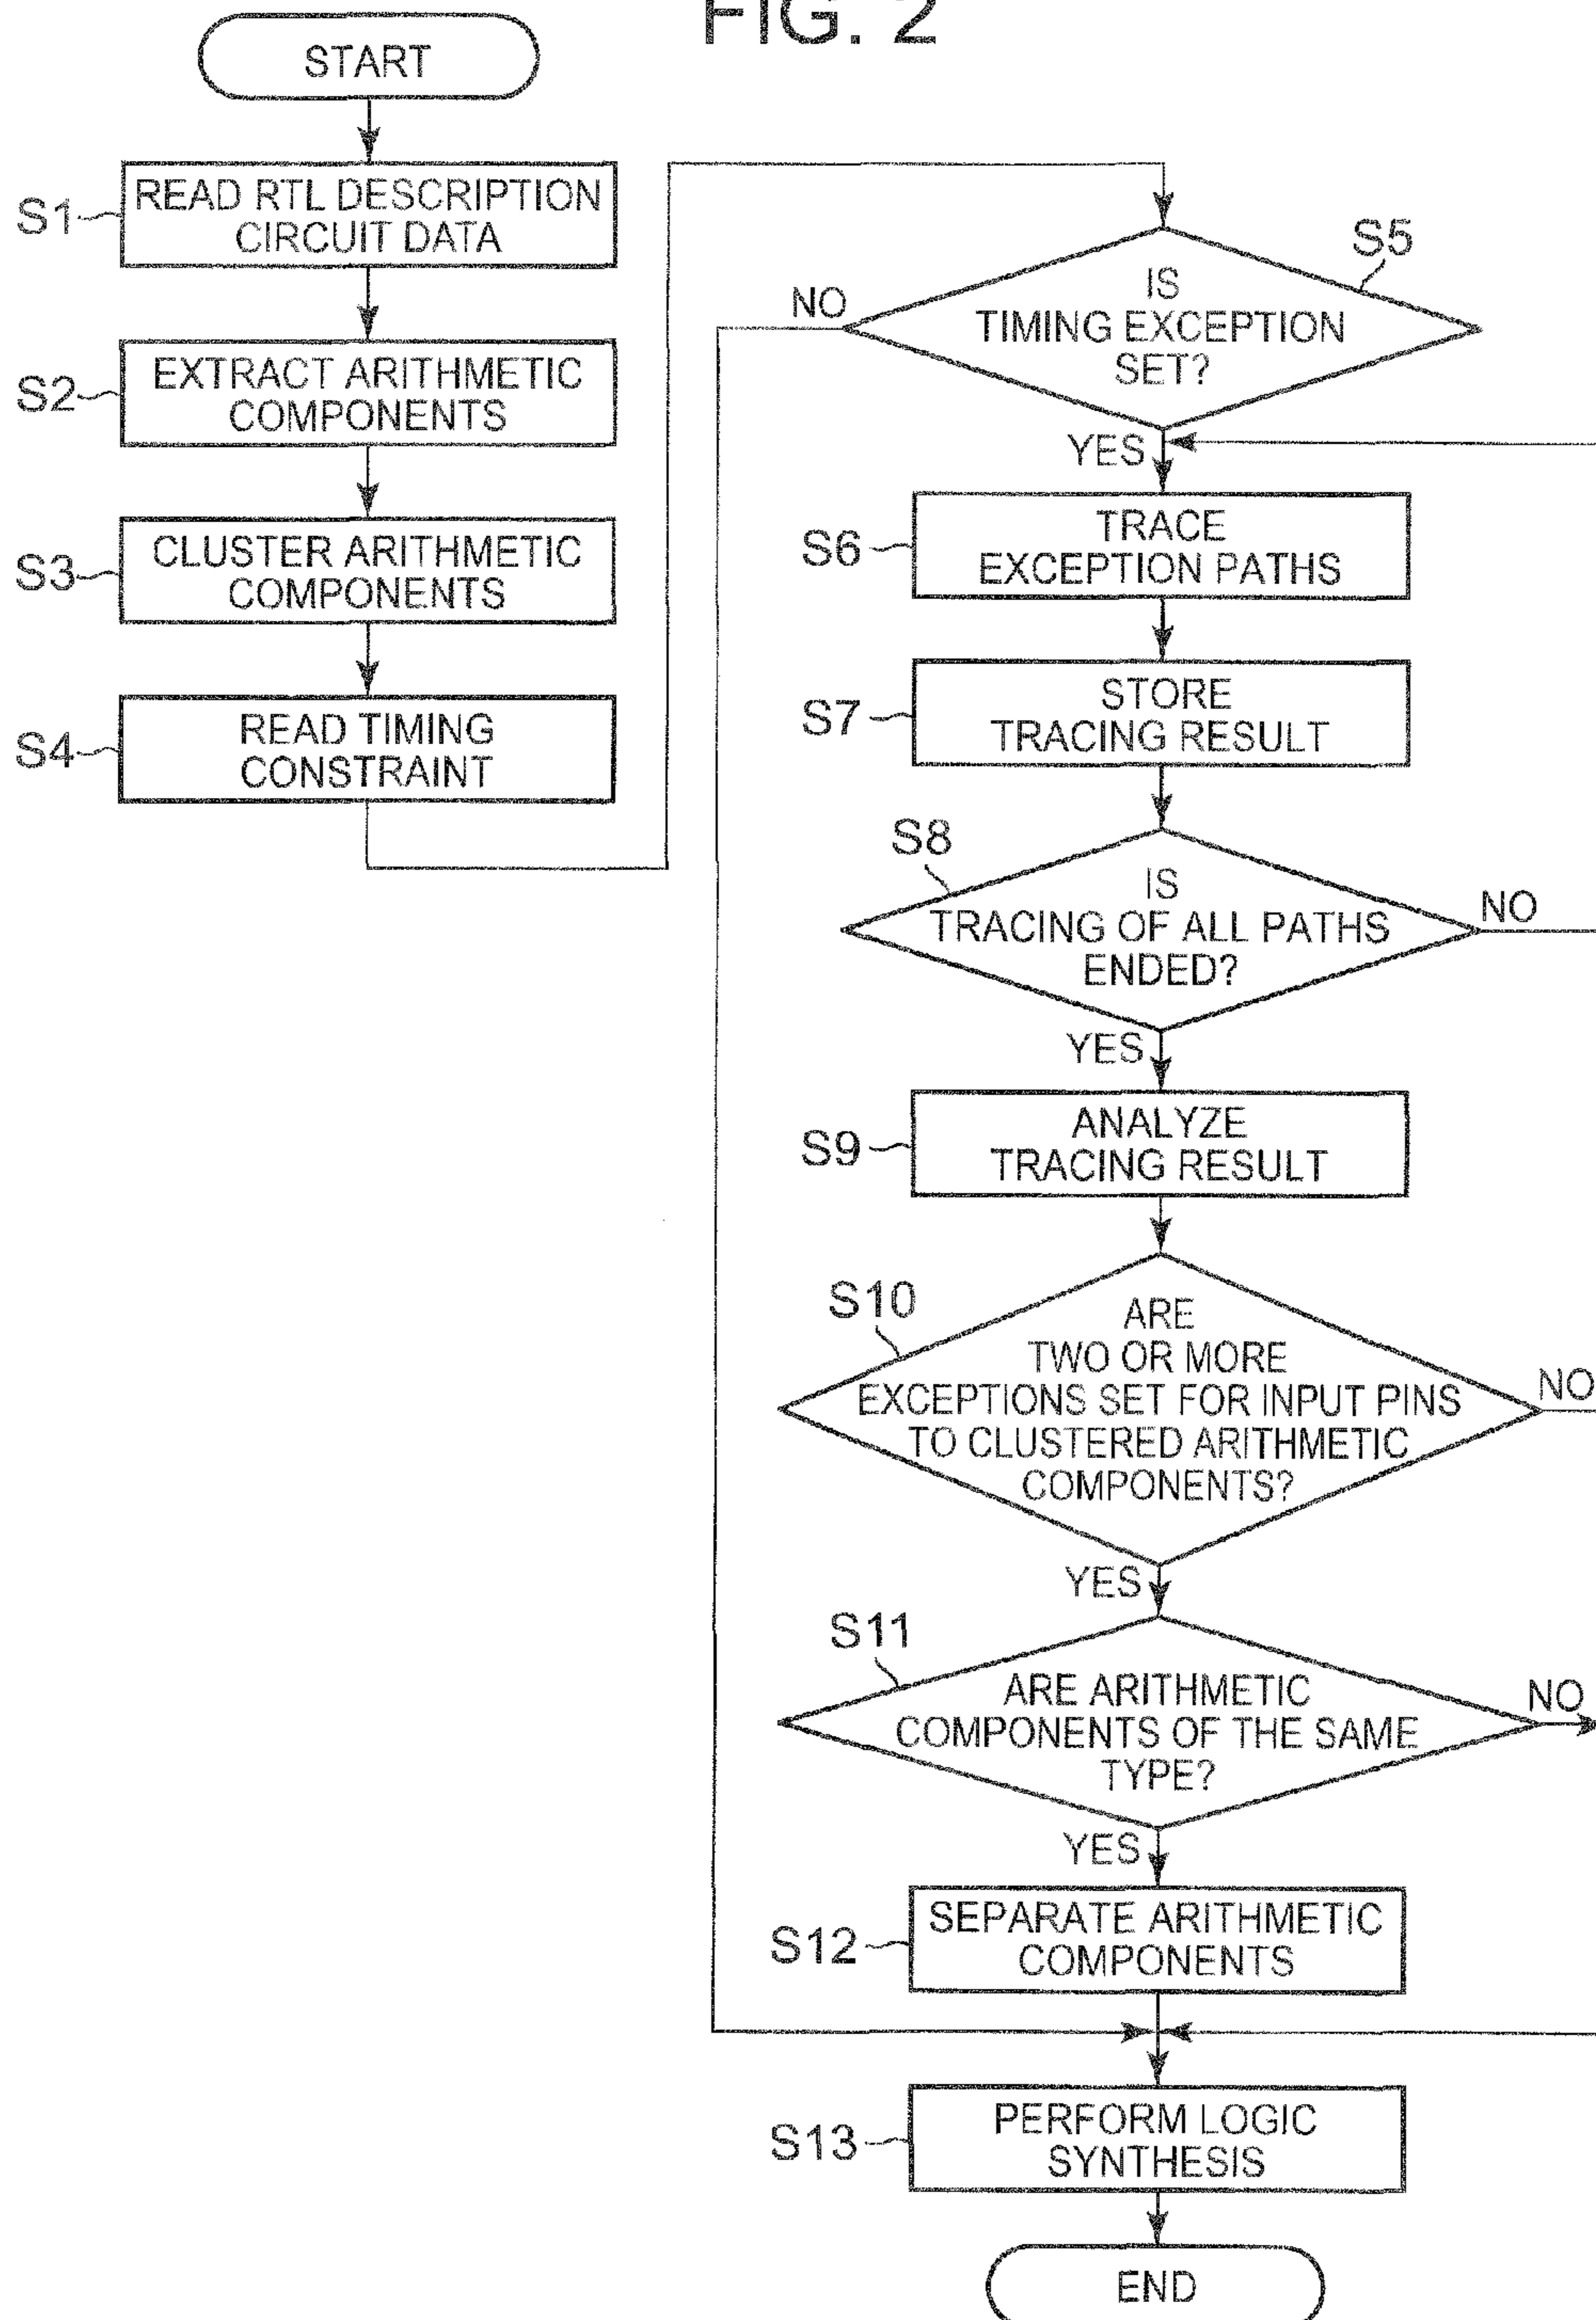 FIG. 2
START
S1
READ RTL DESCRIPTION
CIRCUIT DATA
S2
EXTRACT ARITHMETIC
COMPONENTS
S3
CLUSTER ARITHMETIC
COMPONENTS
S4
READ TIMING
CONSTRAINT
S5
IS
TIMING EXCEPTION
SET?
NO
YES
S6
TRACE
EXCEPTION PATHS
S7
STORE
TRACING RESULT
S8
IS
TRACING OF ALL PATHS
ENDED?
NO
YES
S9
ANALYZE
TRACING RESULT
S10
ARE
TWO OR MORE
EXCEPTIONS SET FOR INPUT PINS
TO CLUSTERED ARITHMETIC
COMPONENTS?
NO
YES
S11
ARE ARITHMETIC
COMPONENTS OF THE SAME
TYPE?
NO
YES
S12
SEPARATE ARITHMETIC
COMPONENTS
S13
PERFORM LOGIC
SYNTHESIS
END